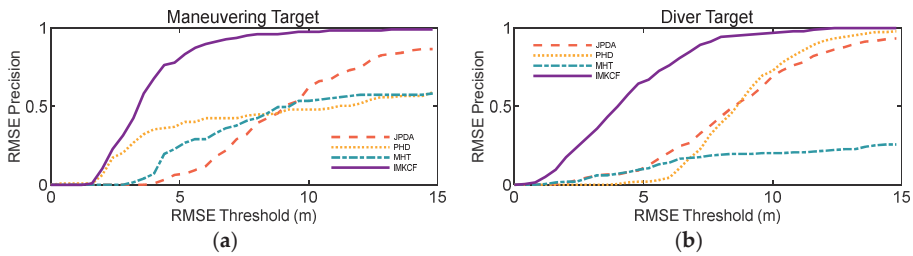 Maneuvering Target
RMSE Precision
1
0.5
0
JPDA
PHD
MHT
IMKCF
0 5 10 15
RMSE Threshold (m)
(a)
Diver Target
RMSE Precision
1
0.5
0
JPDA
PHD
MHT
IMKCF
0 5 10 15
RMSE Threshold (m)
(b)